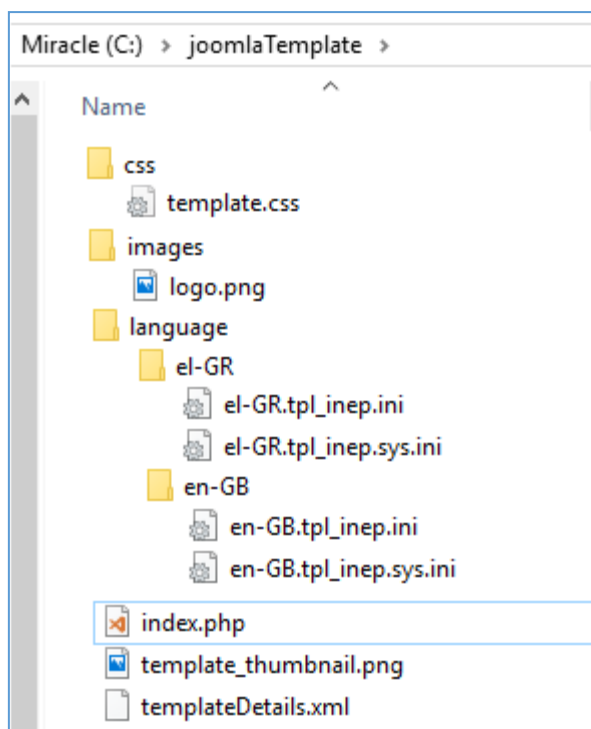 Miracle (C:) > joomlaTemplate >
Name
css
template.css
images
logo.png
language
el-GR
el-GR.tpl_inep.ini
el-GR.tpl_inep.sys.ini
en-GB
en-GB.tpl_inep.ini
en-GB.tpl_inep.sys.ini
index.php
template_thumbnail.png
templateDetails.xml